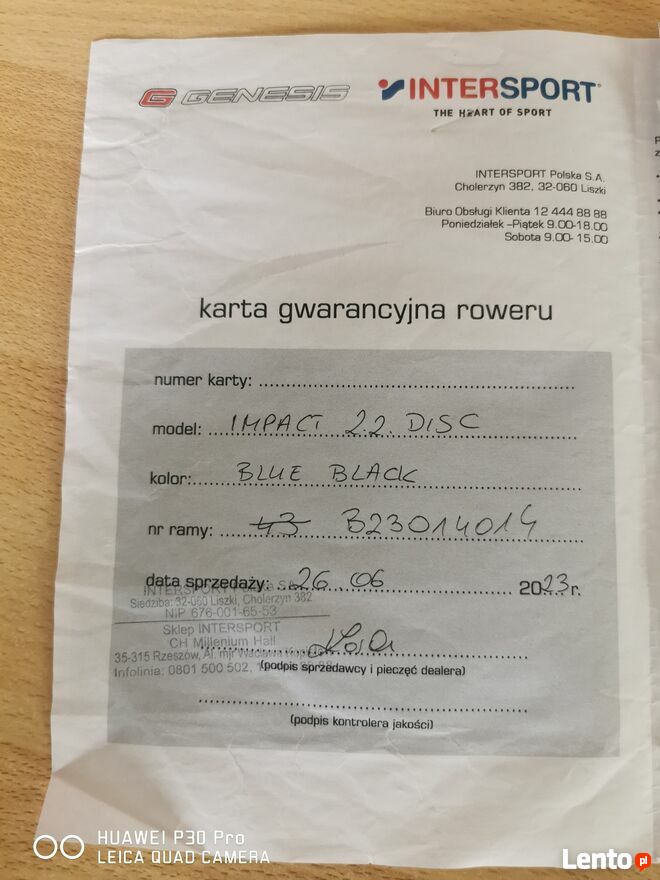 G GENESIS
INTERSPORT
THE HEART OF SPORT
INTERSPORT Polska S.A.
Cholerzyn 382, 32-060 Liszki
Biuro Obsługi Klienta 12 444 88 88
Poniedziałek –Piątek 9.00-18.00
Sobota 9.00- 15.00
karta gwarancyjna roweru
numer karty:
model: IMPACT 2.2. DISC
kolor: BLUE BLACK
nr ramy: 43 B23014014
data sprzedaży: 26 06 2023r.
INTERSPORT S.A.
Siedziba: 32-060 Liszki, Cholerzyn 382
NIP 676-001-65-53
Sklep INTERSPORT
CH Millenium Hall
35-315 Rzeszów, Al. mjr
(podpis sprzedawcy i pieczęć dealera)
Infolinia: 0801 500 502,
(podpis kontrolera jakości)
HUAWEI P30 Pro
LEICA QUAD CAMERA
Lento pl